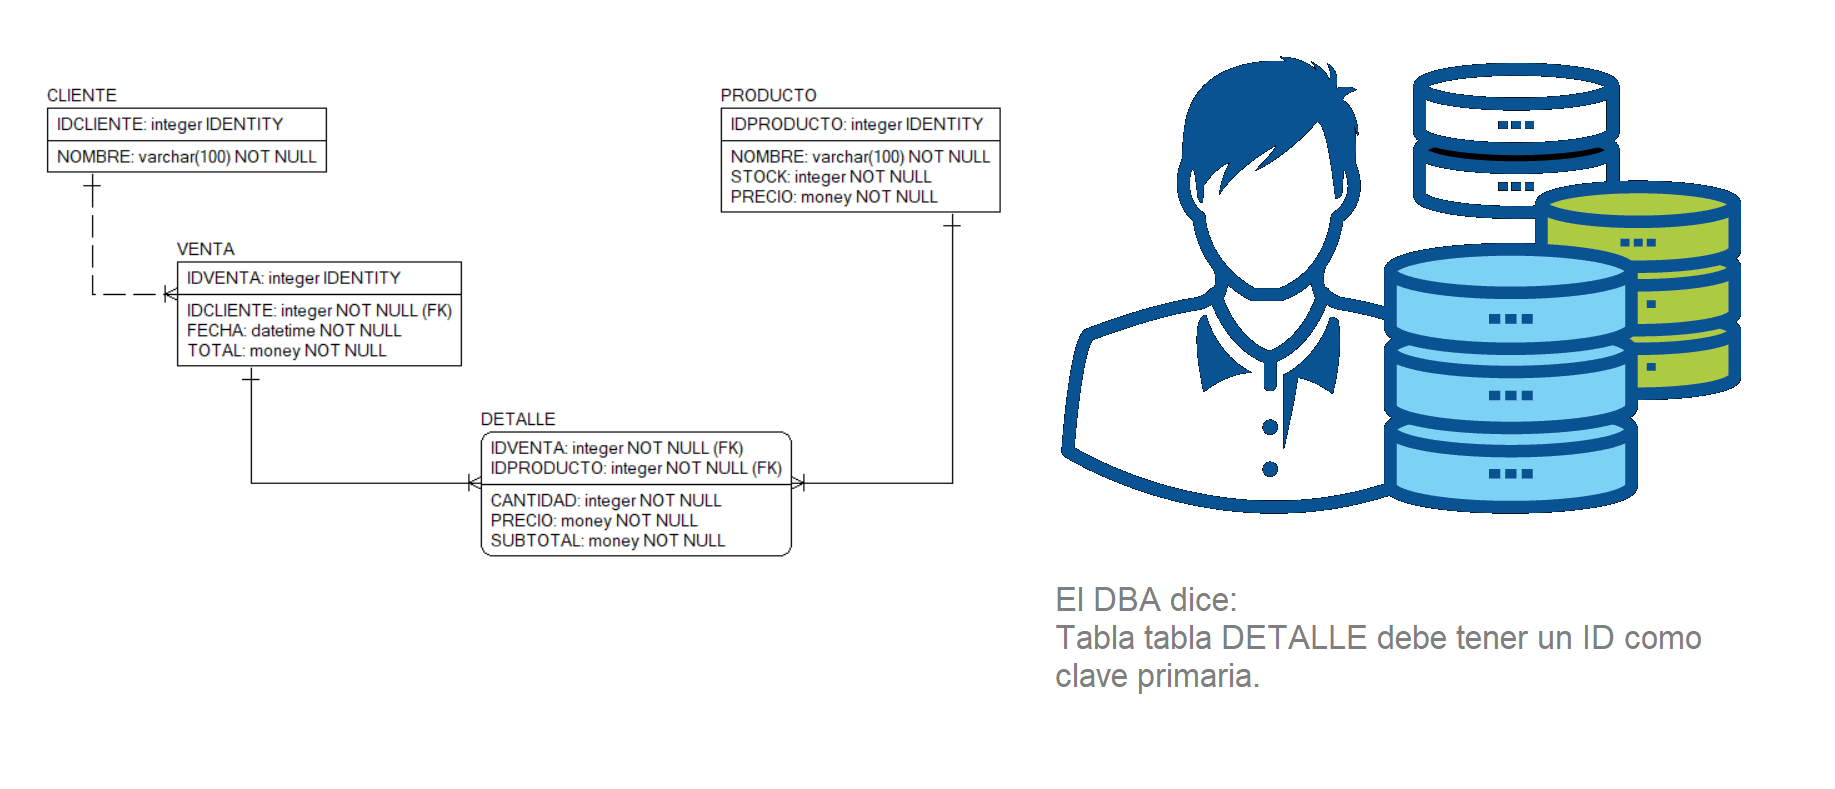 CLIENTE
IDCLIENTE: integer IDENTITY
NOMBRE: varchar(100) NOT NULL
PRODUCTO
IDPRODUCTO: integer IDENTITY
NOMBRE: varchar(100) NOT NULL
STOCK: integer NOT NULL
PRECIO: money NOT NULL
VENTA
IDVENTA: integer IDENTITY
IDCLIENTE: integer NOT NULL (FK)
FECHA: datetime NOT NULL
TOTAL: money NOT NULL
DETALLE
IDVENTA: integer NOT NULL (FK)
IDPRODUCTO: integer NOT NULL (FK)
CANTIDAD: integer NOT NULL
PRECIO: money NOT NULL
SUBTOTAL: money NOT NULL
El DBA dice:
Tabla tabla DETALLE debe tener un ID como
clave primaria.